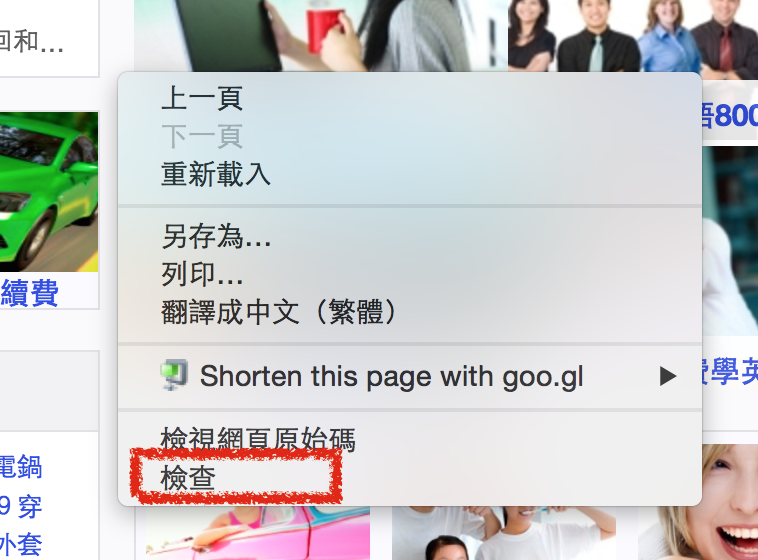 回和...
上一頁
下一頁
重新載入
另存為...
列印...
翻譯成中文（繁體）
Shorten this page with goo.gl
檢視網頁原始碼
檢查
語800
續費
費學英
電鍋
9 穿
外套